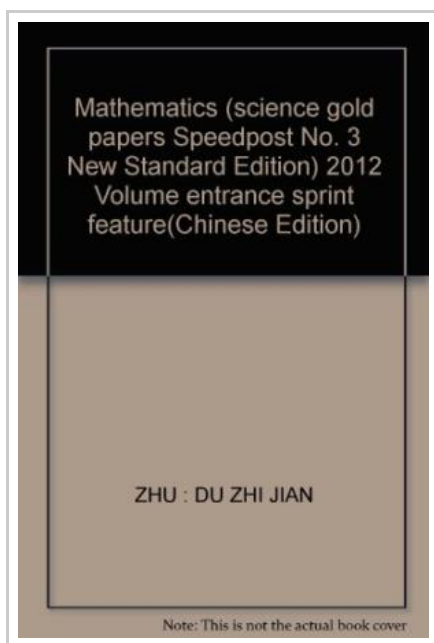 Mathematics (science gold
papers Speedpost No. 3
New Standard Edition) 2012
Volume entrance sprint
feature(Chinese Edition)
ZHU : DU ZHI JIAN
Note: This is not the actual book cover